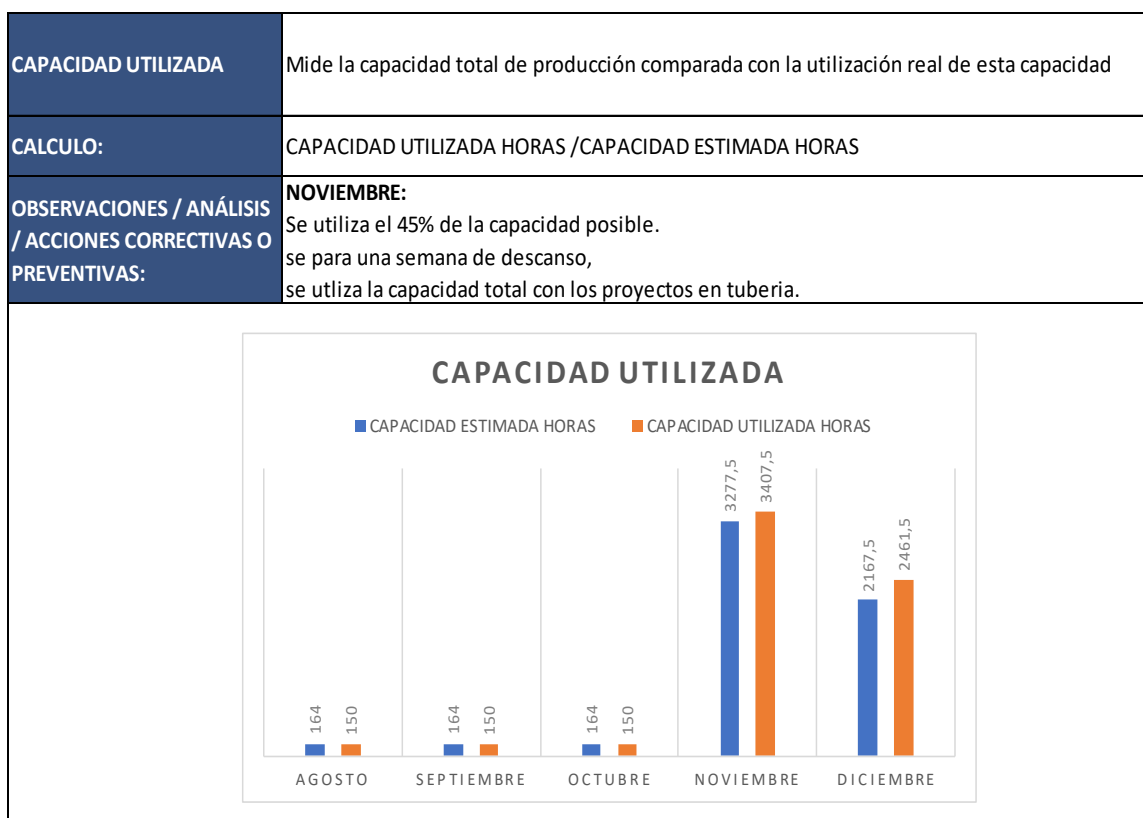 CAPACIDAD UTILIZADA
Mide la capacidad total de producción comparada con la utilización real de esta capacidad
CALCULO:
CAPACIDAD UTILIZADA HORAS /CAPACIDAD ESTIMADA HORAS
OBSERVACIONES / ANÁLISIS
/ ACCIONES CORRECTIVAS O
PREVENTIVAS:
NOVIEMBRE:
Se utiliza el 45% de la capacidad posible.
se para una semana de descanso,
se utliza la capacidad total con los proyectos en tuberia.
CAPACIDAD UTILIZADA
CAPACIDAD ESTIMADA HORAS
CAPACIDAD UTILIZADA HORAS
164
150
164
150
164
150
3277,5
3407,5
2167,5
2461,5
AGOSTO
SEPTIEMBRE
OCTUBRE
NOVIEMBRE
DICIEMBRE